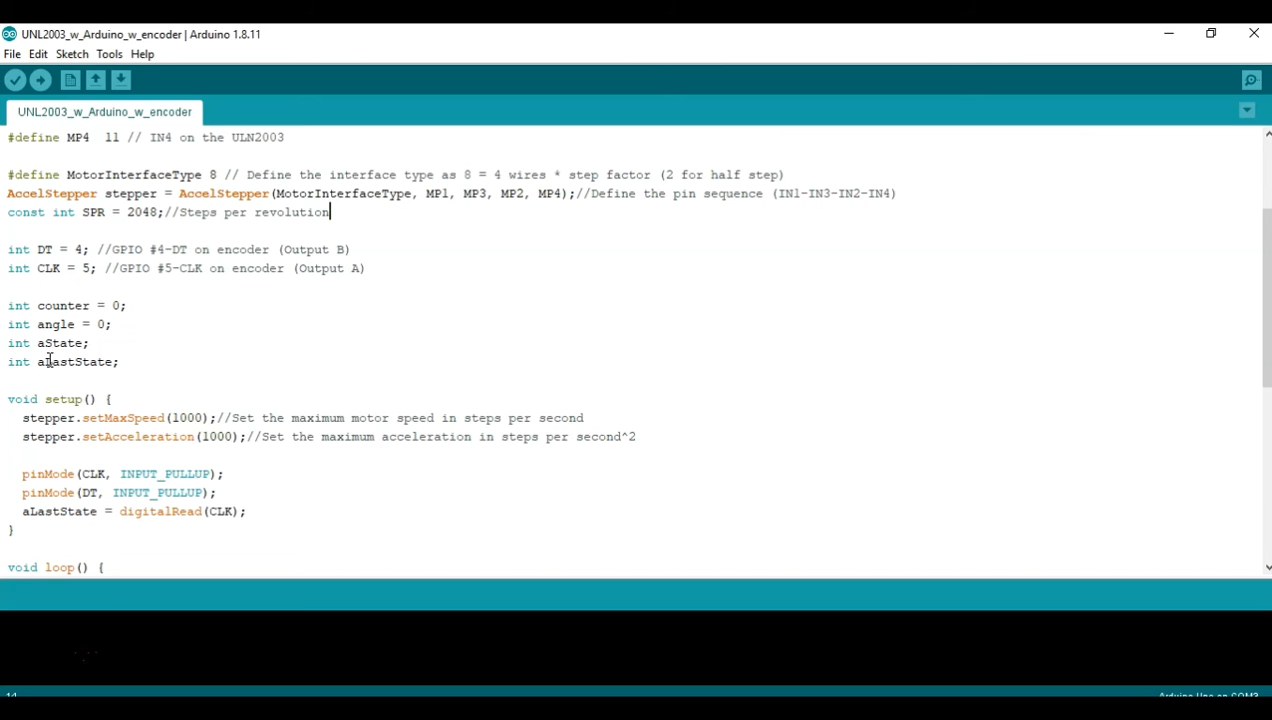 UNL2003_w_Arduino_w_encoder | Arduino 1.8.11
File Edit Sketch Tools Help
UNL2003_w_Arduino_w_encoder
#define MP4  11 // IN4 on the ULN2003
#define MotorInterfaceType 8 // Define the interface type as 8 = 4 wires * step factor (2 for half step)
AccelStepper stepper = AccelStepper(MotorInterfaceType, MP1, MP3, MP2, MP4);//Define the pin sequence (IN1-IN3-IN2-IN4)
const int SPR = 2048;//Steps per revolution
int DT = 4; //GPIO #4-DT on encoder (Output B)
int CLK = 5; //GPIO #5-CLK on encoder (Output A)
int counter = 0;
int angle = 0;
int aState;
int aLastState;
void setup() {
stepper.setMaxSpeed(1000);//Set the maximum motor speed in steps per second
stepper.setAcceleration(1000);//Set the maximum acceleration in steps per second^2
pinMode(CLK, INPUT_PULLUP);
pinMode(DT, INPUT_PULLUP);
aLastState = digitalRead(CLK);
}
void loop() {
Arduino Uno on COM3